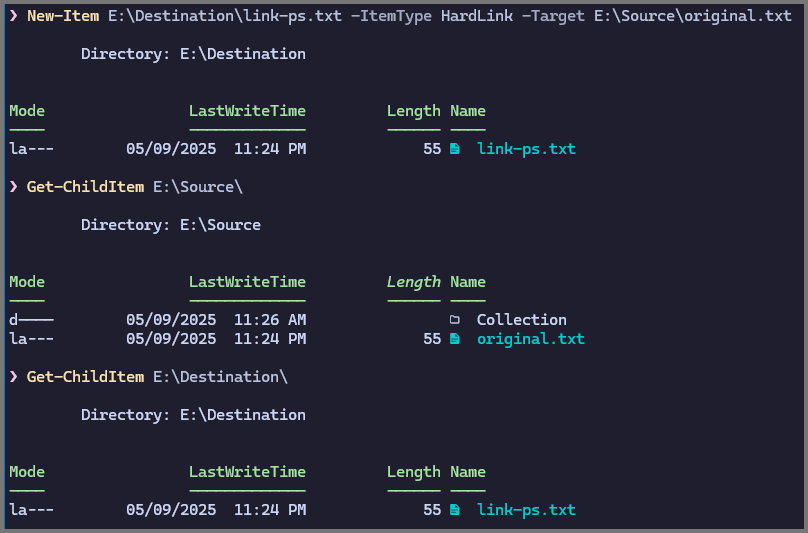 ❯ New-Item E:\Destination\link-ps.txt -ItemType HardLink -Target E:\Source\original.txt
Directory: E:\Destination
Mode LastWriteTime Length Name
---- ------------- ------ ----
la--- 05/09/2025 11:24 PM 55 link-ps.txt
❯ Get-ChildItem E:\Source\
Directory: E:\Source
Mode LastWriteTime Length Name
---- ------------- ------ ----
d---- 05/09/2025 11:26 AM Collection
la--- 05/09/2025 11:24 PM 55 original.txt
❯ Get-ChildItem E:\Destination\
Directory: E:\Destination
Mode LastWriteTime Length Name
---- ------------- ------ ----
la--- 05/09/2025 11:24 PM 55 link-ps.txt